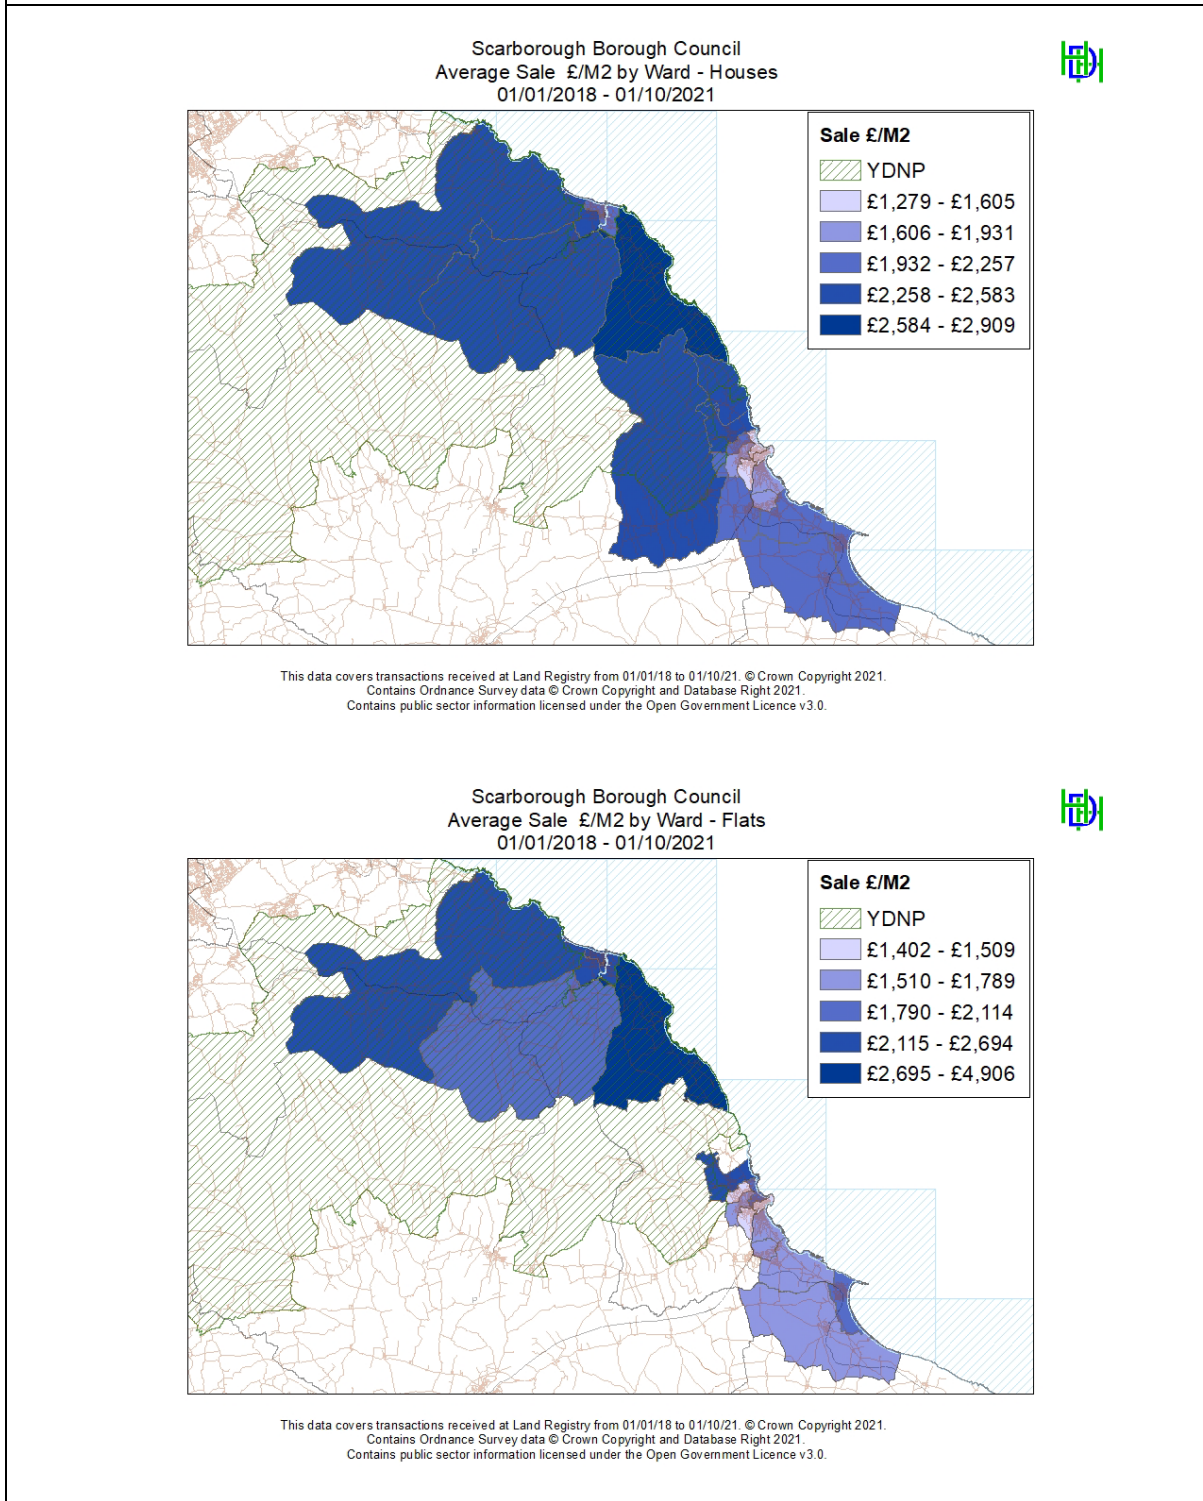 Scarborough Borough Council
Average Sale £/M2 by Ward - Houses
01/01/2018 - 01/10/2021
HDH
Sale £/M2
YDNP
£1,279 - £1,605
£1,606 - £1,931
£1,932 - £2,257
£2,258 - £2,583
£2,584 - £2,909
This data covers transactions received at Land Registry from 01/01/18 to 01/10/21. © Crown Copyright 2021.
Contains Ordnance Survey data © Crown Copyright and Database Right 2021.
Contains public sector information licensed under the Open Government Licence v3.0.
Scarborough Borough Council
Average Sale £/M2 by Ward - Flats
01/01/2018 - 01/10/2021
HDH
Sale £/M2
YDNP
£1,402 - £1,509
£1,510 - £1,789
£1,790 - £2,114
£2,115 - £2,694
£2,695 - £4,906
This data covers transactions received at Land Registry from 01/01/18 to 01/10/21. © Crown Copyright 2021.
Contains Ordnance Survey data © Crown Copyright and Database Right 2021.
Contains public sector information licensed under the Open Government Licence v3.0.